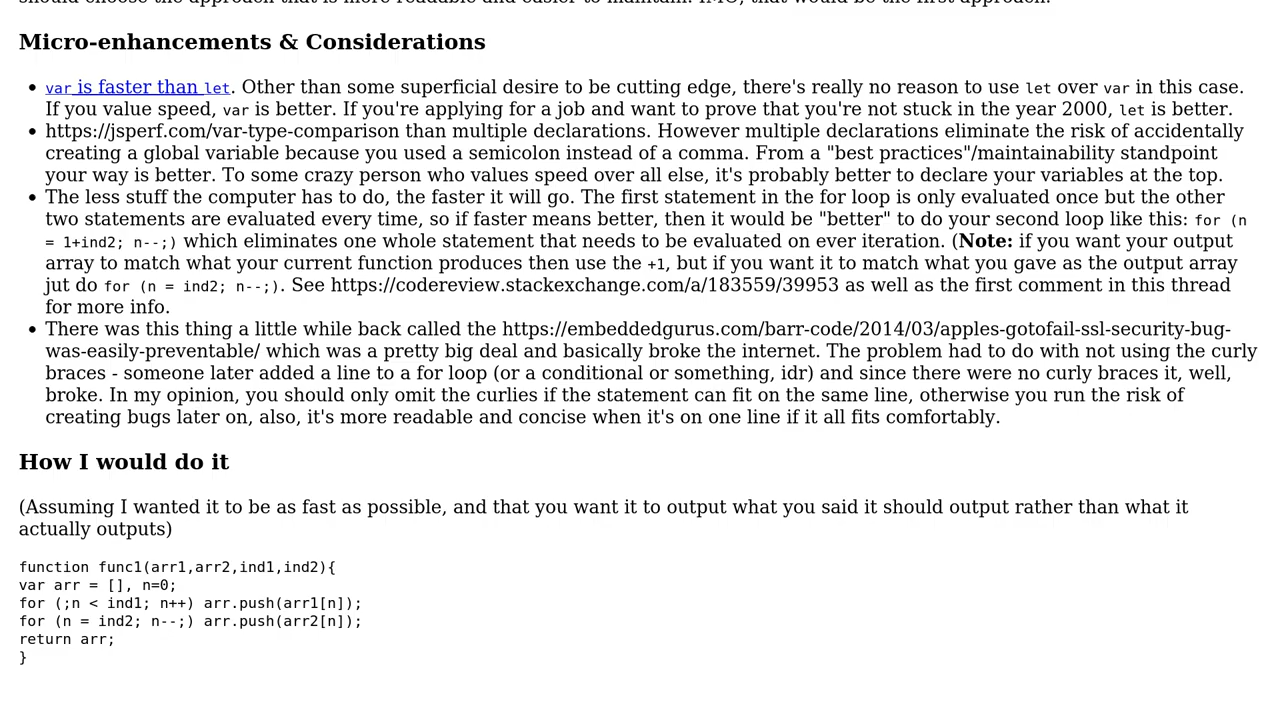 should choose the approach that is more readable and easier to maintain. IMO, that would be the first approach.
Micro-enhancements & Considerations
• var is faster than let. Other than some superficial desire to be cutting edge, there's really no reason to use let over var in this case.
If you value speed, var is better. If you're applying for a job and want to prove that you're not stuck in the year 2000, let is better.
• https://jsperf.com/var-type-comparison than multiple declarations. However multiple declarations eliminate the risk of accidentally
creating a global variable because you used a semicolon instead of a comma. From a "best practices"/maintainability standpoint
your way is better. To some crazy person who values speed over all else, it's probably better to declare your variables at the top.
• The less stuff the computer has to do, the faster it will go. The first statement in the for loop is only evaluated once but the other
two statements are evaluated every time, so if faster means better, then it would be "better" to do your second loop like this: for (n
= 1+ind2; n--;) which eliminates one whole statement that needs to be evaluated on ever iteration. (Note: if you want your output
array to match what your current function produces then use the +1, but if you want it to match what you gave as the output array
jut do for (n = ind2; n--;). See https://codereview.stackexchange.com/a/183559/39953 as well as the first comment in this thread
for more info.
• There was this thing a little while back called the https://embeddedgurus.com/barr-code/2014/03/apples-gotofail-ssl-security-bug-
was-easily-preventable/ which was a pretty big deal and basically broke the internet. The problem had to do with not using the curly
braces - someone later added a line to a for loop (or a conditional or something, idr) and since there were no curly braces it, well,
broke. In my opinion, you should only omit the curlies if the statement can fit on the same line, otherwise you run the risk of
creating bugs later on, also, it's more readable and concise when it's on one line if it all fits comfortably.
How I would do it
(Assuming I wanted it to be as fast as possible, and that you want it to output what you said it should output rather than what it
actually outputs)
function func1(arr1,arr2,ind1,ind2){
var arr = [], n=0;
for (;n < ind1; n++) arr.push(arr1[n]);
for (n = ind2; n--;) arr.push(arr2[n]);
return arr;
}